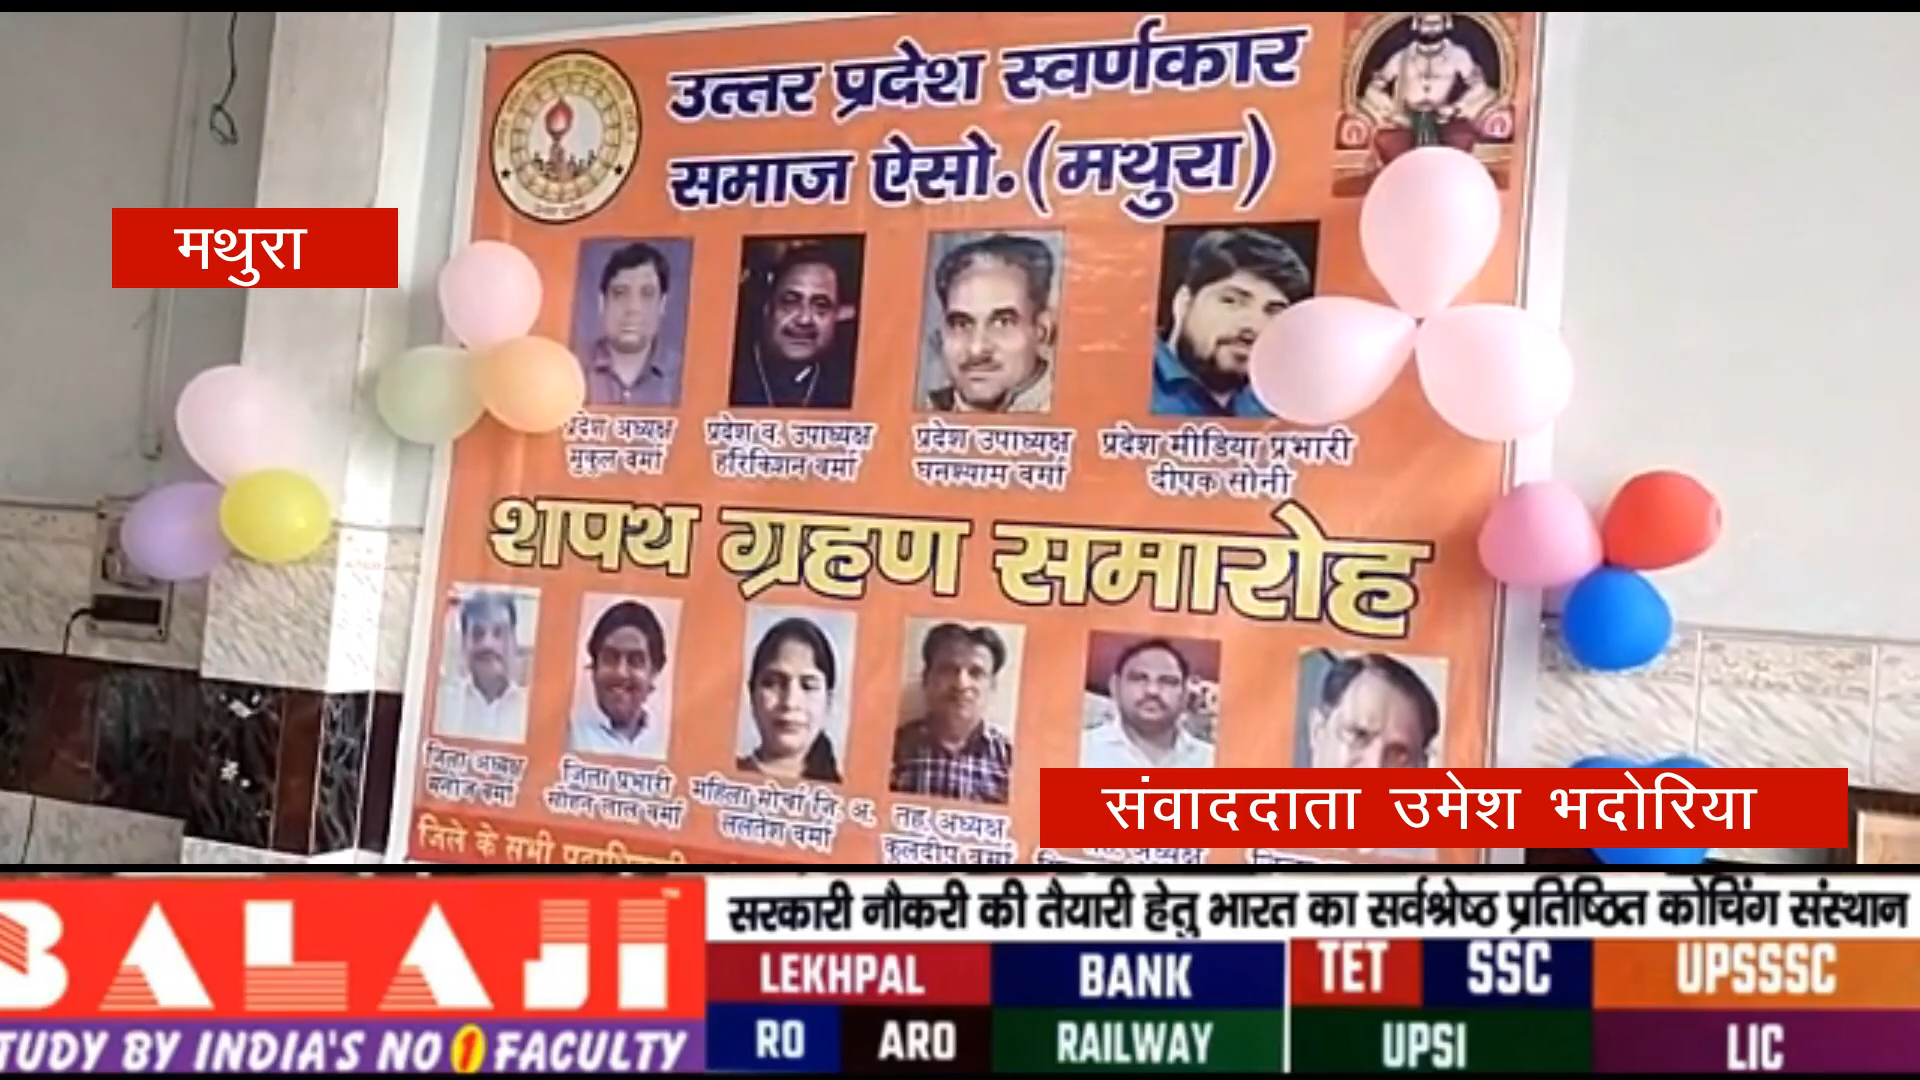 उत्तर प्रदेश स्वर्णकार
समाज ऐसो.(मथुरा)
मथुरा
प्रदेश अध्यक्ष
मुकुल वर्मा
प्रदेश व. उपाध्यक्ष
हरिकिशन वर्मा
प्रदेश उपाध्यक्ष
घनश्याम वर्मा
प्रदेश मीडिया प्रभारी
दीपक सोनी
शपथ ग्रहण समारोह
जिला अध्यक्ष
मनोज वर्मा
जिला प्रभारी
मोहन लाल वर्मा
महिला मोर्चा जि. अ.
ललतेश वर्मा
तह. अध्यक्ष
कुलदीप वर्मा
अध्यक्ष
जिले के सभी
संवाददाता उमेश भदोरिया
BALAJI
TUDY BY INDIA'S NO 1 FACULTY
सरकारी नौकरी की तैयारी हेतु भारत का सर्वश्रेष्ठ प्रतिष्ठित कोचिंग संस्थान
LEKHPAL BANK TET SSC UPSSSC
RO ARO RAILWAY UPSI LIC